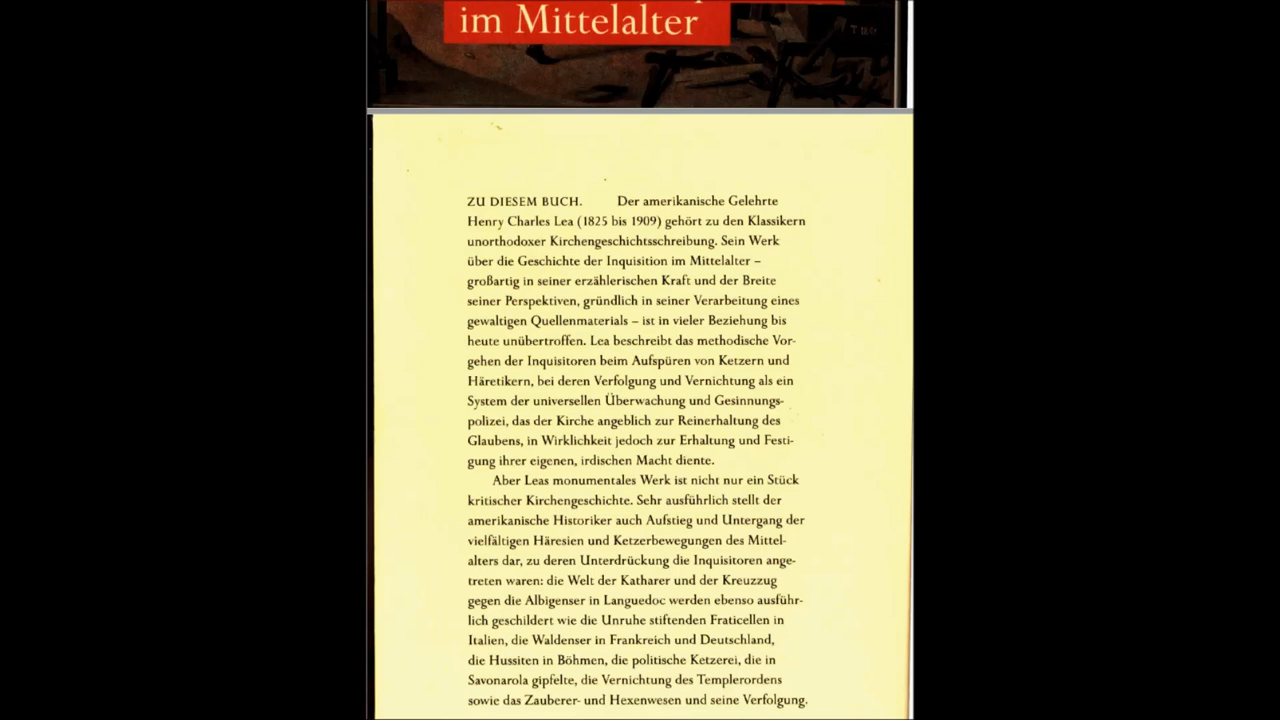 im Mittelalter
ZU DIESEM BUCH. Der amerikanische Gelehrte
Henry Charles Lea (1825 bis 1909) gehört zu den Klassikern
unorthodoxer Kirchengeschichtsschreibung. Sein Werk
über die Geschichte der Inquisition im Mittelalter –
großartig in seiner erzählerischen Kraft und der Breite
seiner Perspektiven, gründlich in seiner Verarbeitung eines
gewaltigen Quellenmaterials – ist in vieler Beziehung bis
heute unübertroffen. Lea beschreibt das methodische Vor-
gehen der Inquisitoren beim Aufspüren von Ketzern und
Häretikern, bei deren Verfolgung und Vernichtung als ein
System der universellen Überwachung und Gesinnungs-
polizei, das der Kirche angeblich zur Reinerhaltung des
Glaubens, in Wirklichkeit jedoch zur Erhaltung und Festi-
gung ihrer eigenen, irdischen Macht diente.
Aber Leas monumentales Werk ist nicht nur ein Stück
kritischer Kirchengeschichte. Sehr ausführlich stellt der
amerikanische Historiker auch Aufstieg und Untergang der
vielfältigen Häresien und Ketzerbewegungen des Mittel-
alters dar, zu deren Unterdrückung die Inquisitoren ange-
treten waren: die Welt der Katharer und der Kreuzzug
gegen die Albigenser in Languedoc werden ebenso ausführ-
lich geschildert wie die Unruhe stiftenden Fraticellen in
Italien, die Waldenser in Frankreich und Deutschland,
die Hussiten in Böhmen, die politische Ketzerei, die in
Savonarola gipfelte, die Vernichtung des Templerordens
sowie das Zauberer- und Hexenwesen und seine Verfolgung.